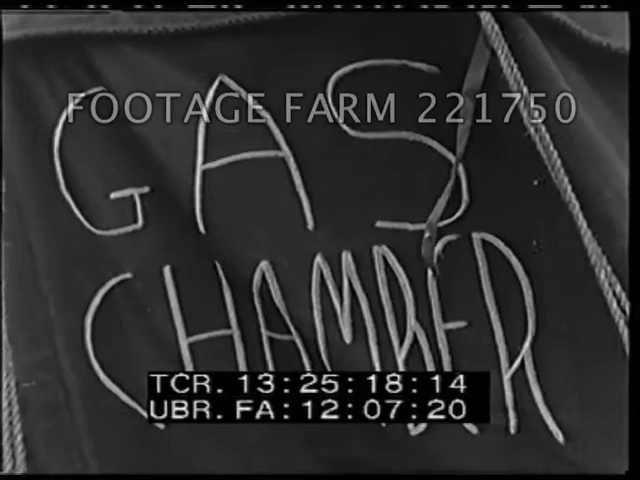 FOOTAGE FARM 221750
GAS
CHAMBER
TCR. 13:25:18:14
UBR. FA:12:07:20